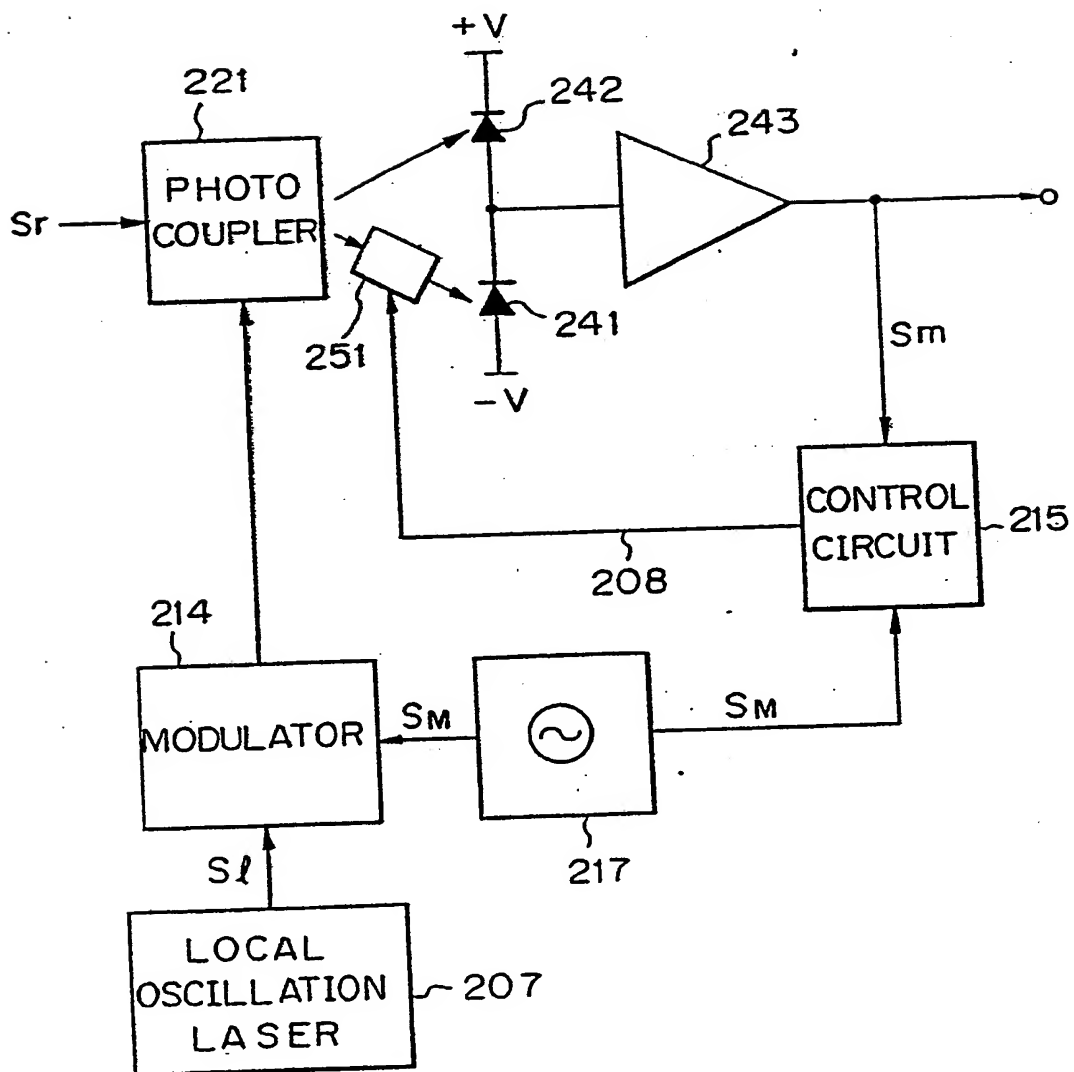 +V
221
242
243
PHOTO
COUPLER
Sr
251
241
-V
Sm
CONTROL
CIRCUIT
215
208
214
MODULATOR
SM
SM
217
Sl
LOCAL
OSCILLATION
LASER
207